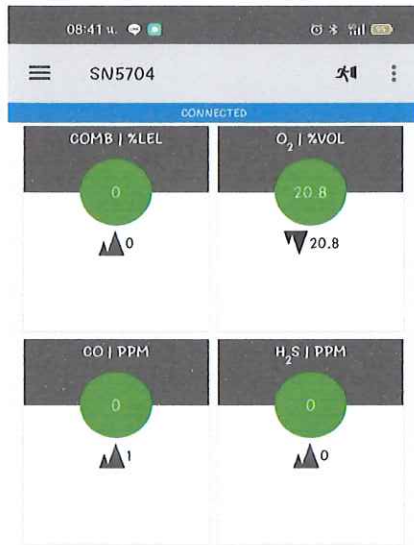 08:41 น.
SN5704
CONNECTED
COMB | %LEL
O₂ | %VOL
0
20.8
0
20.8
CO | PPM
H₂S | PPM
0
0
1
0